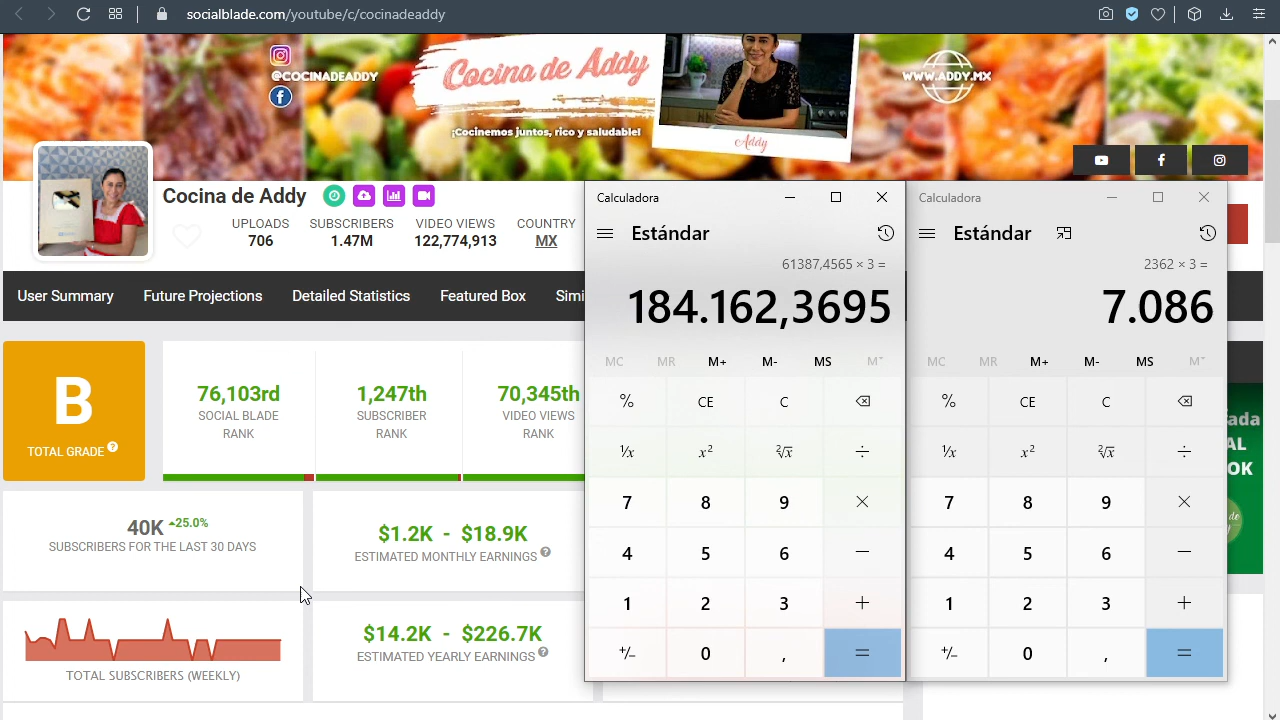 socialblade.com/youtube/c/cocinadeaddy
@COCINADEADDY
Cocina de Addy
¡Cocinemos juntos, rico y saludable!
Addy
WWW.ADDY.MX
Cocina de Addy
UPLOADS
706
SUBSCRIBERS
1.47M
VIDEO VIEWS
122,774,913
COUNTRY
MX
User Summary
Future Projections
Detailed Statistics
Featured Box
Simi
B
TOTAL GRADE ?
76,103rd
SOCIAL BLADE
RANK
1,247th
SUBSCRIBER
RANK
70,345th
VIDEO VIEWS
RANK
40K 25.0%
SUBSCRIBERS FOR THE LAST 30 DAYS
$1.2K - $18.9K
ESTIMATED MONTHLY EARNINGS ?
TOTAL SUBSCRIBERS (WEEKLY)
$14.2K - $226.7K
ESTIMATED YEARLY EARNINGS ?
Calculadora
Estándar
61387,4565 × 3 =
184.162,3695
MC MR M+ M- MS M˅
% CE C
¹/x x² ²√x ÷
7 8 9 ×
4 5 6 −
1 2 3 +
+/− 0 , =
Calculadora
Estándar
2362 × 3 =
7.086
MC MR M+ M- MS M˅
% CE C
¹/x x² ²√x ÷
7 8 9 ×
4 5 6 −
1 2 3 +
+/− 0 , =
ada
AL
OK